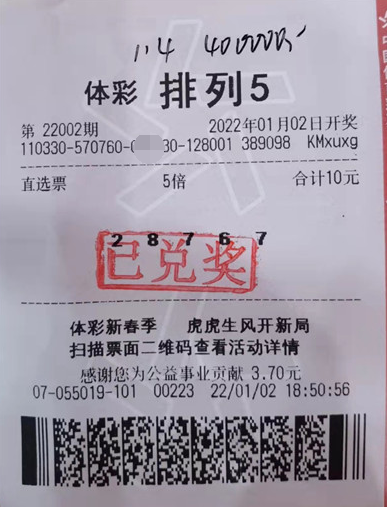 1.4 400000元
体彩 排列5
第 22002期 2022年01月02日开奖
110330-570760-0 30-128001 389098 KMxuxg
直选票 5倍 合计10元
2 8 7 6 7
已兑奖
体彩新春季 虎虎生风开新局
扫描票面二维码查看活动详情
感谢您为公益事业贡献 3.70元
07-055019-101 00223 22/01/02 18:50:56